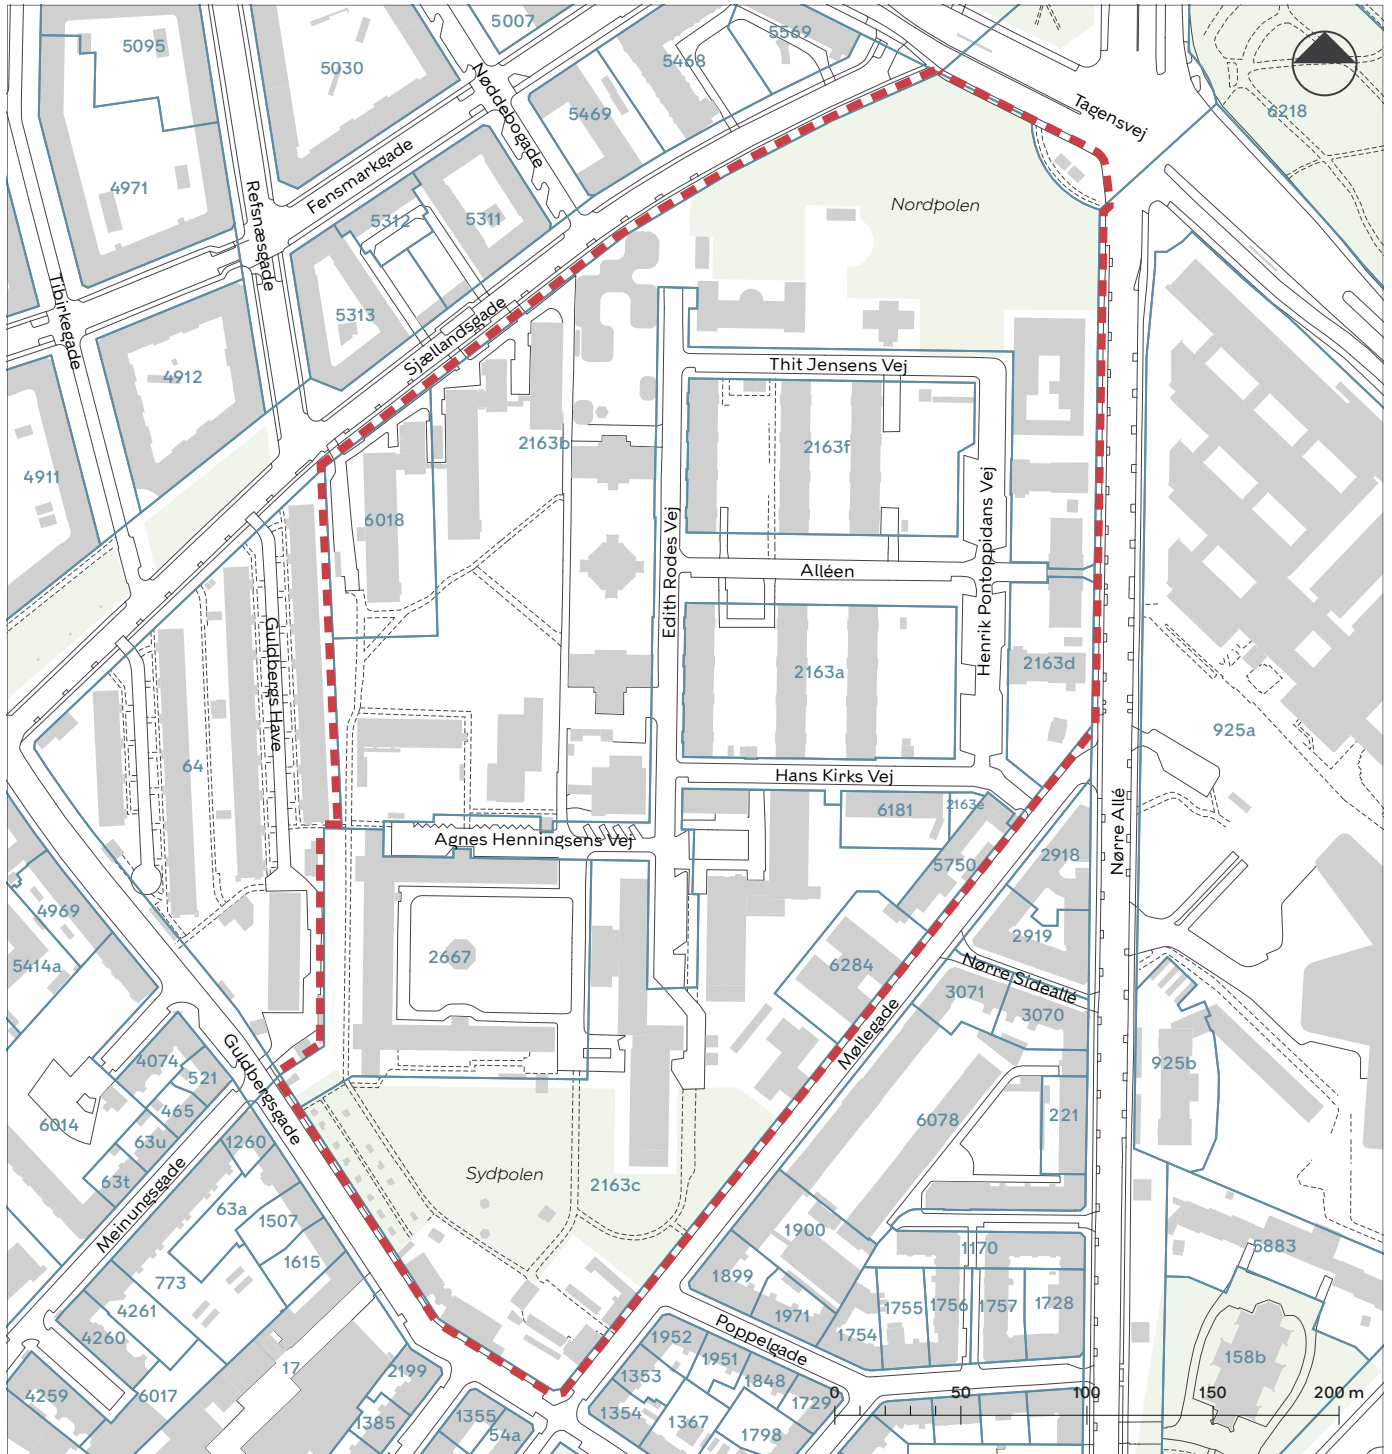 5007
5569
5095
5030
5468
Nøddebogade
5469
Tagensvej
6218
Fensmarkgade
4971
Refsnæsgade
Nordpolen
5312
5311
Tibirkegade
5313
Sjællandsgade
4912
Thit Jensens Vej
2163b
2163f
4911
Henrik Pontoppidans Vej
6018
Edith Rodes Vej
Alléen
Guldbergs Have
2163d
2163a
925a
64
Hans Kirks Vej
6181
2163e
Agnes Henningsens Vej
Nørre Allé
2918
5750
4969
2919
5414a
2667
6284
Nørre Sideallé
3071
3070
Møllegade
Guldbergsgade
4074
521
925b
465
6014
63u
1260
6078
221
63t
Sydpolen
2163c
Meinungsgade
63a
1507
1900
1615
1170
5883
773
1899
4261
1971
1755
1756
1757
1728
4260
1754
Poppelgade
1952
1951
158b
17
2199
1353
1848
4259
6017
1729
0
50
100
150
200 m
1354
1355
1385
1367
54a
1798